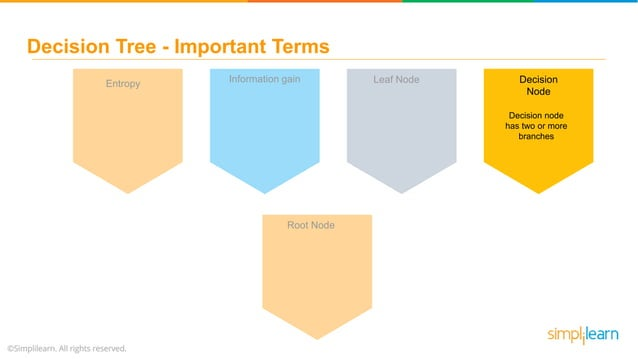 Decision Tree - Important Terms
Entropy
Information gain
Leaf Node
Decision
Node
Decision node
has two or more
branches
Root Node
©Simplilearn. All rights reserved.
simplilearn